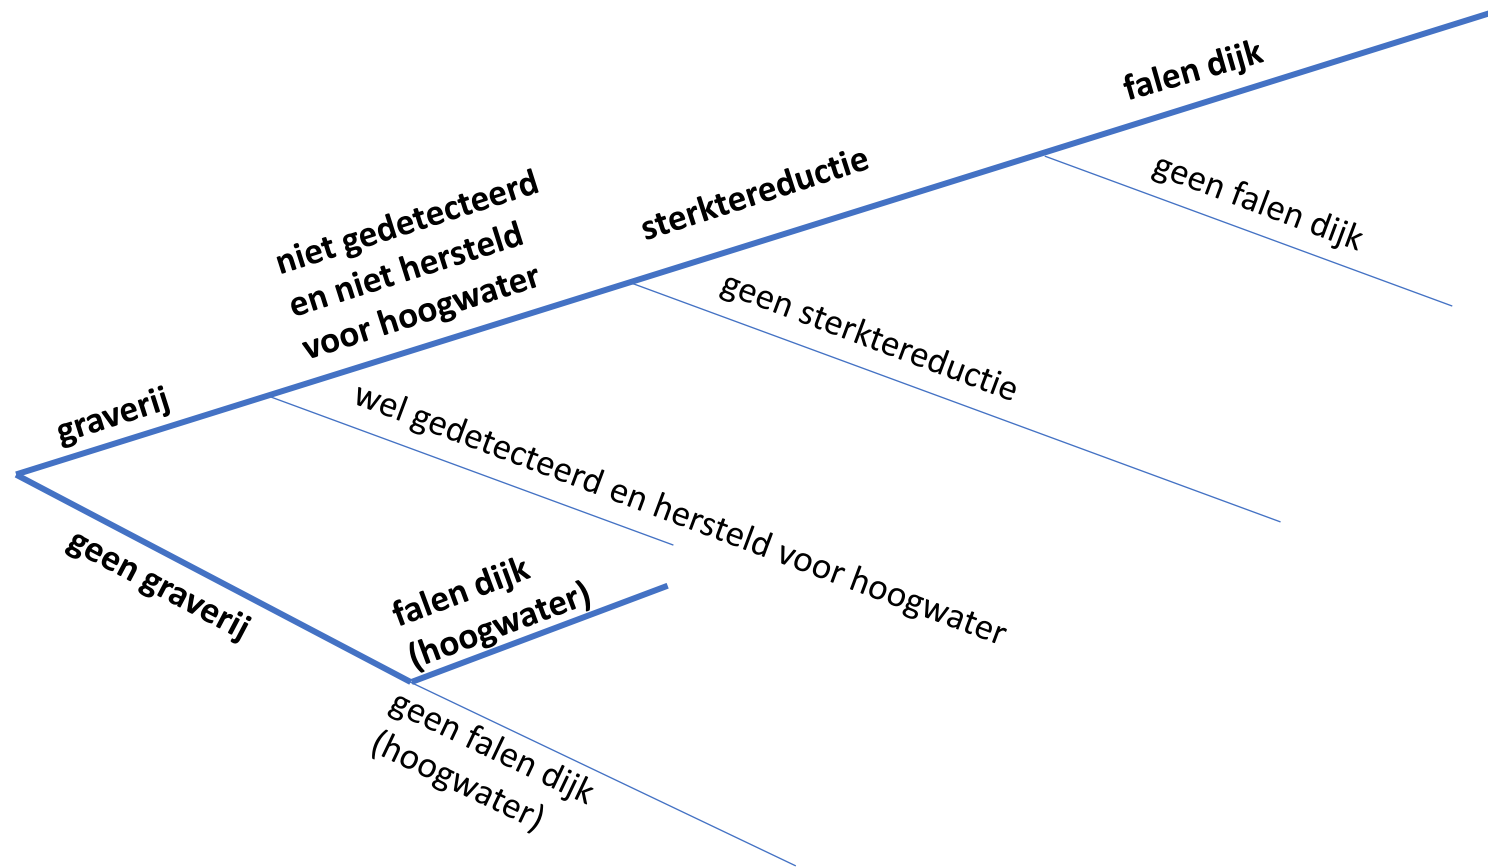 falen dijk
geen falen dijk
sterktereductie
geen sterktereductie
niet gedetecteerd
en niet hersteld
voor hoogwater
wel gedetecteerd en hersteld voor hoogwater
graverij
geen graverij
falen dijk
(hoogwater)
geen falen dijk
(hoogwater)